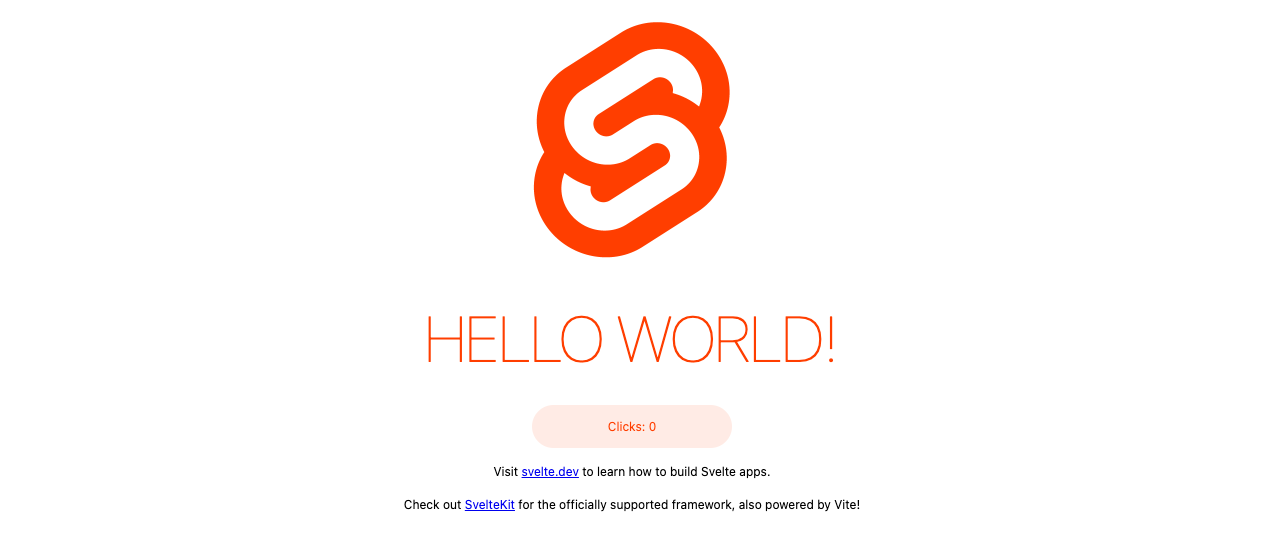 HELLO WORLD!
Clicks: 0
Visit svelte.dev to learn how to build Svelte apps.
Check out SvelteKit for the officially supported framework, also powered by Vite!